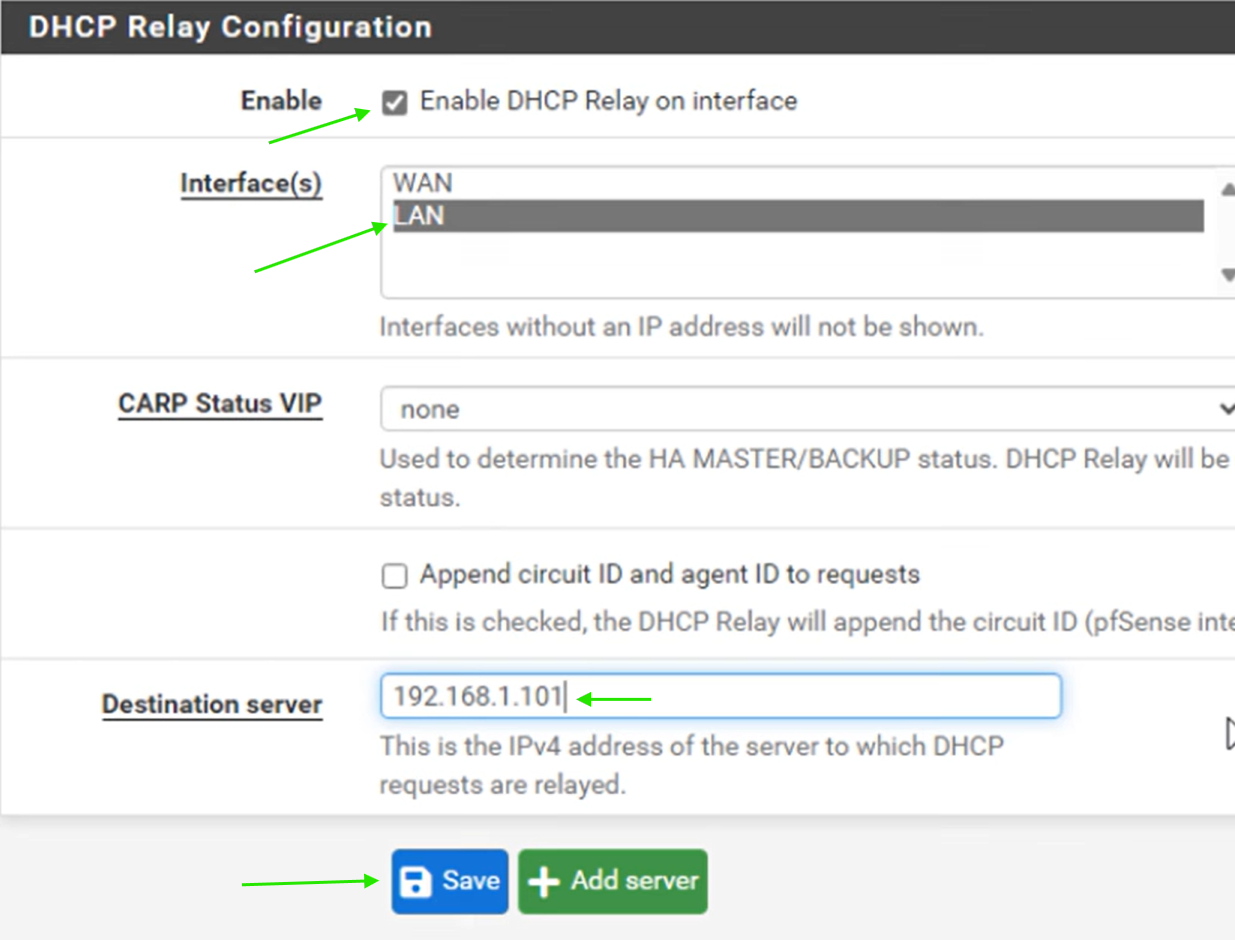 DHCP Relay Configuration
Enable
Enable DHCP Relay on interface
Interface(s)
WAN
LAN
Interfaces without an IP address will not be shown.
CARP Status VIP
none
Used to determine the HA MASTER/BACKUP status. DHCP Relay will be
status.
Append circuit ID and agent ID to requests
If this is checked, the DHCP Relay will append the circuit ID (pfSense inte
Destination server
192.168.1.101
This is the IPv4 address of the server to which DHCP
requests are relayed.
Save
Add server